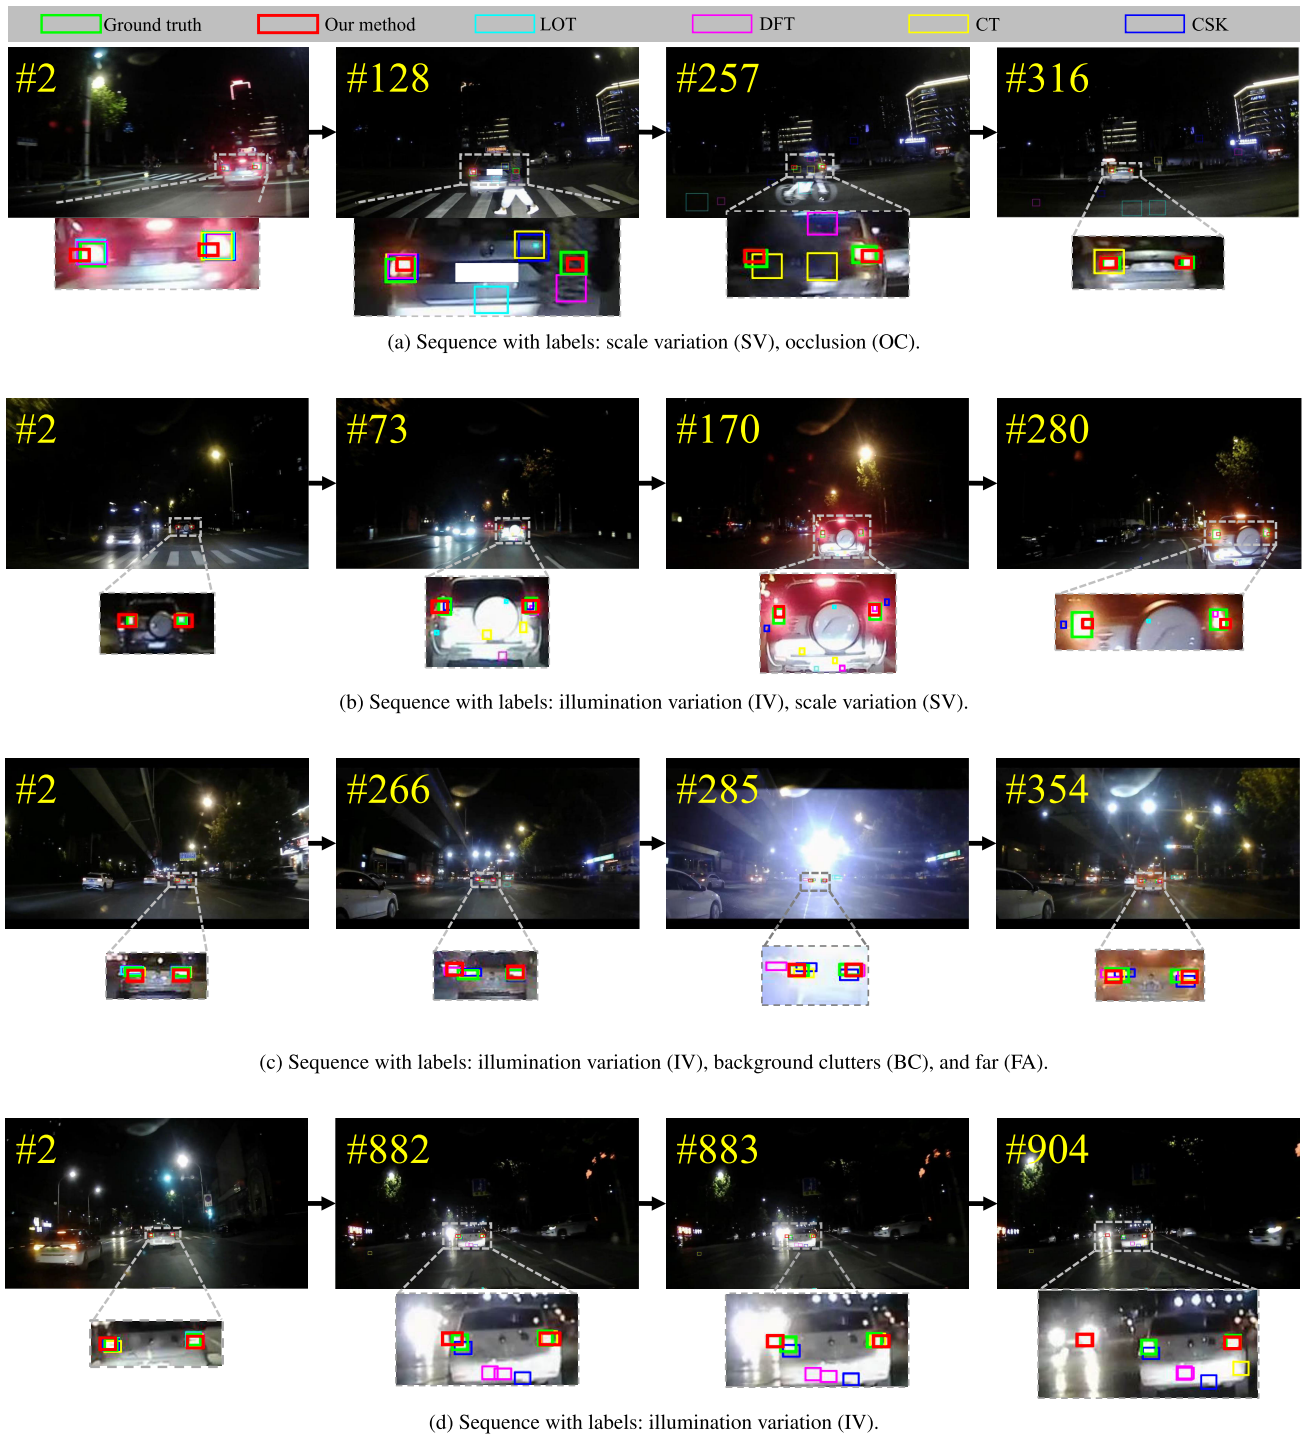 Ground truth Our method LOT DFT CT CSK
#2 #128 #257 #316
(a) Sequence with labels: scale variation (SV), occlusion (OC).
#2 #73 #170 #280
(b) Sequence with labels: illumination variation (IV), scale variation (SV).
#2 #266 #285 #354
(c) Sequence with labels: illumination variation (IV), background clutters (BC), and far (FA).
#2 #882 #883 #904
(d) Sequence with labels: illumination variation (IV).